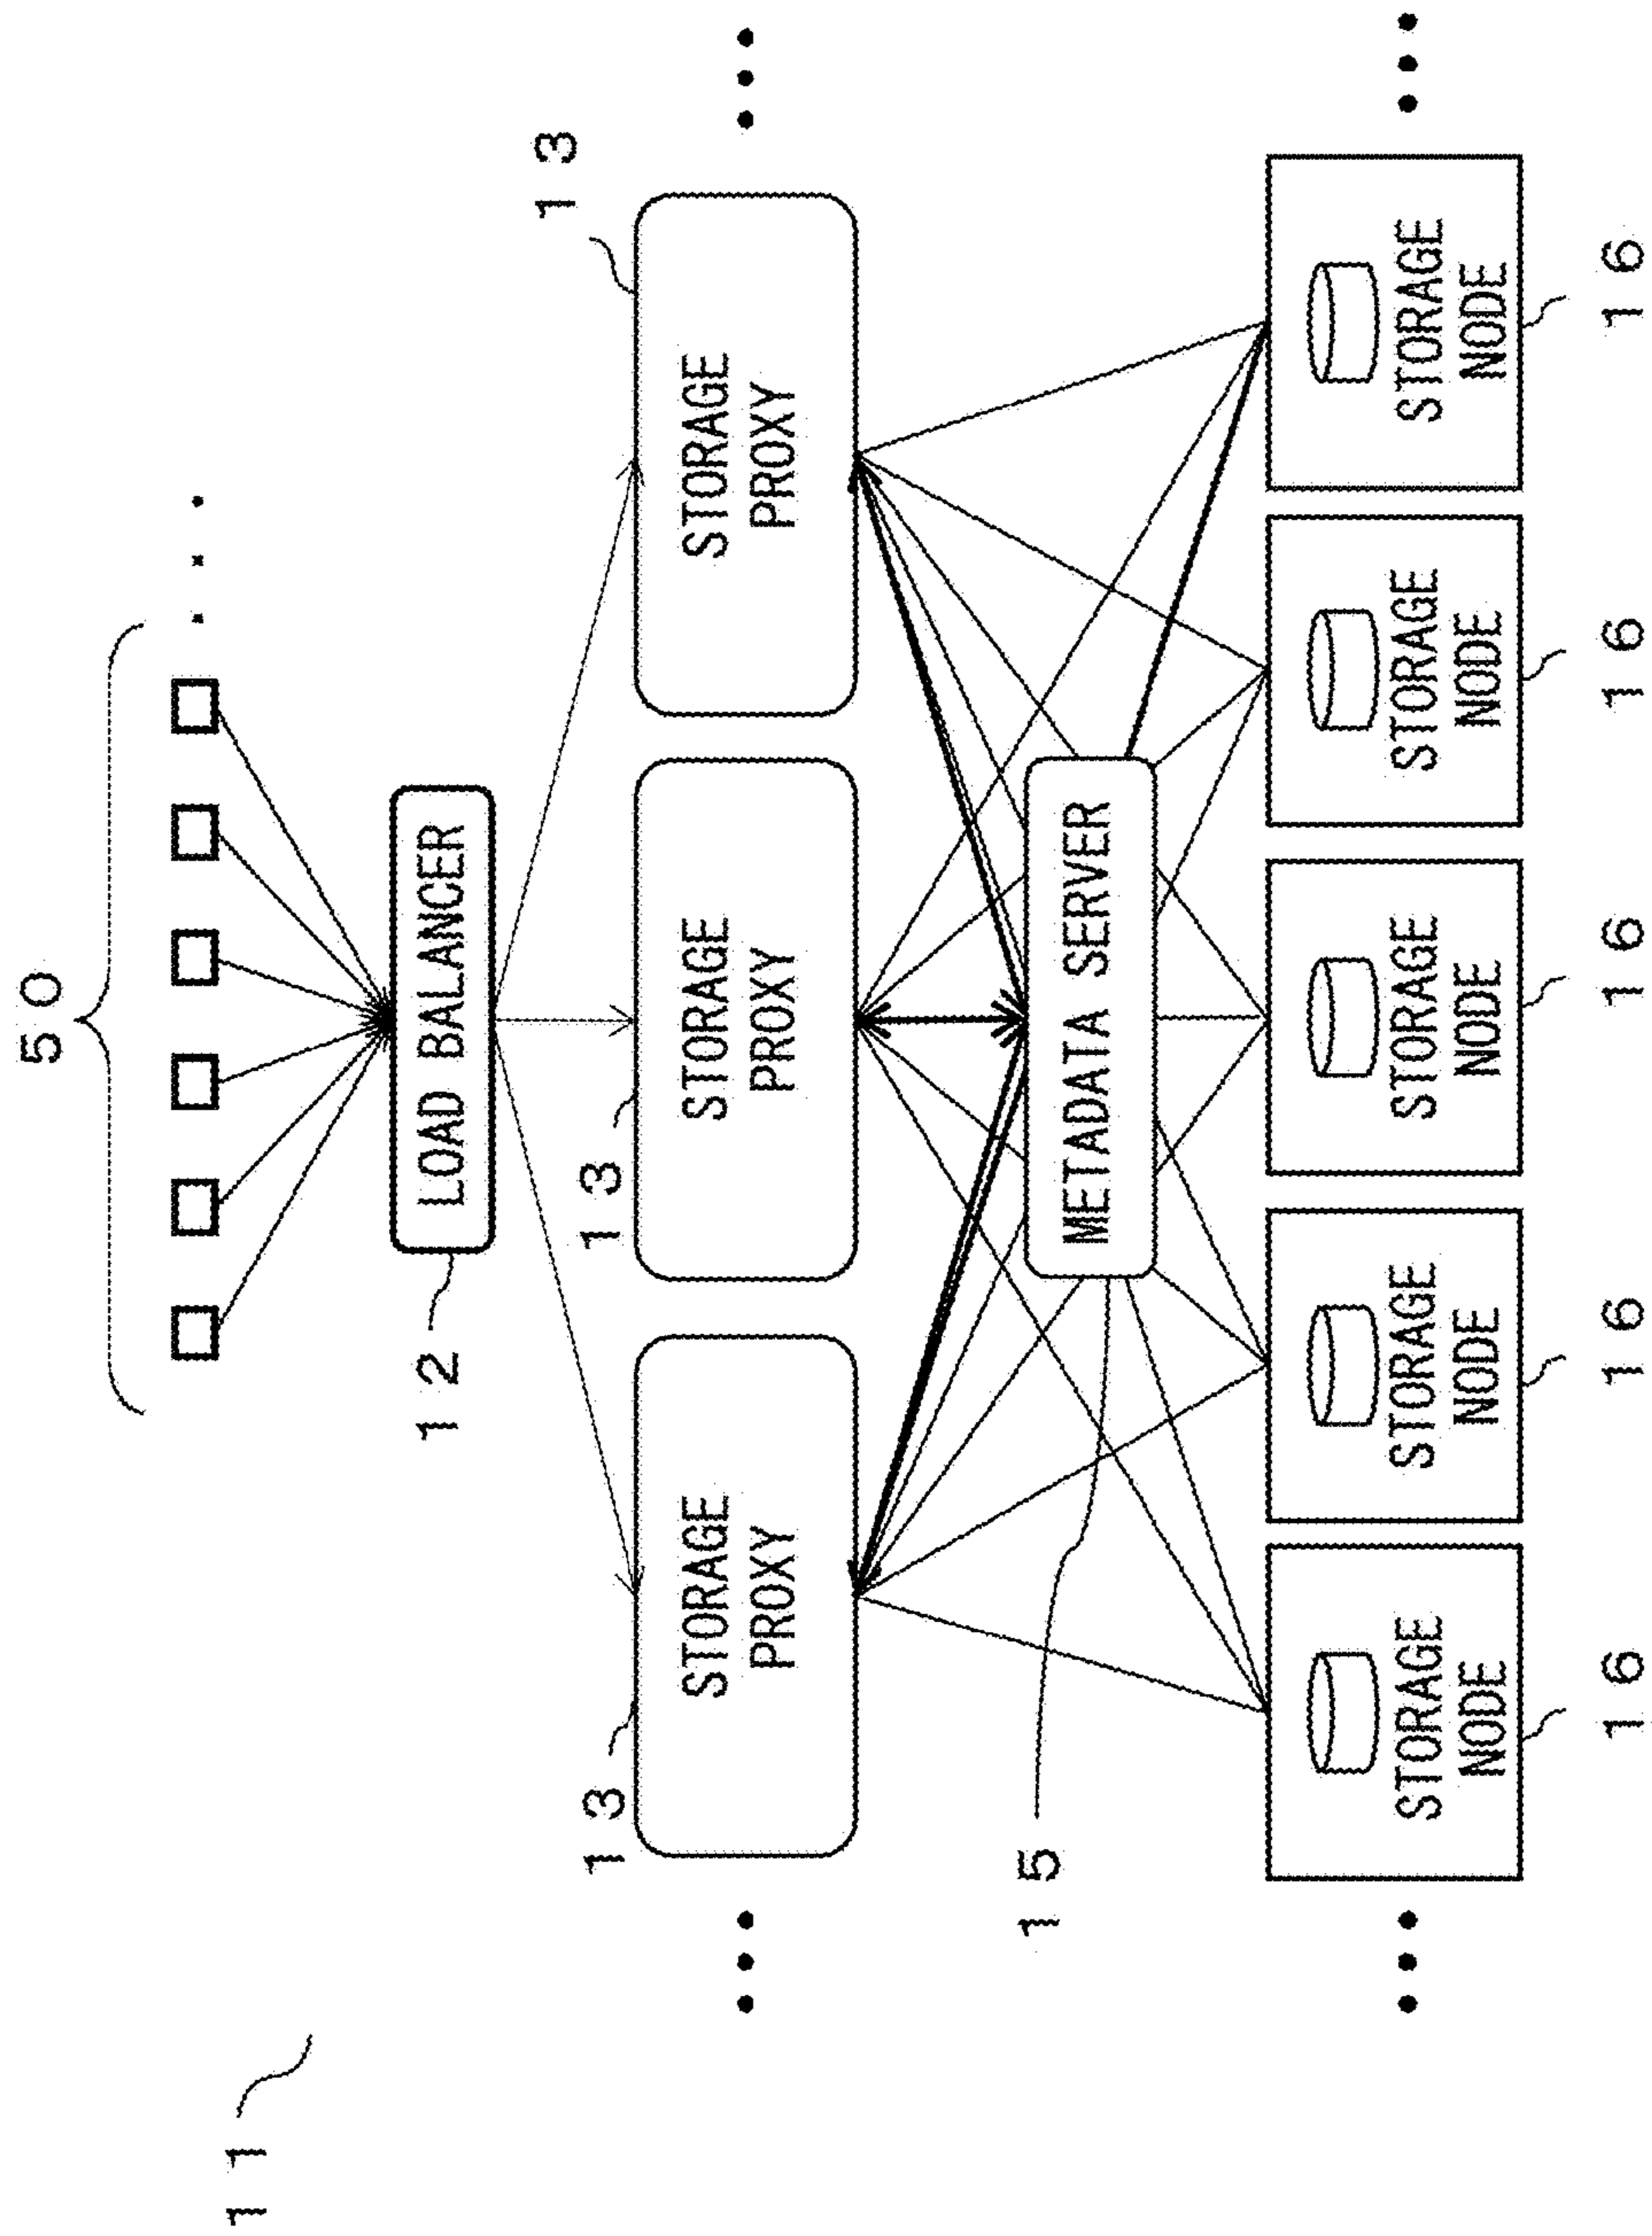 11
50
12
LOAD BALANCER
13
13
13
STORAGE
PROXY
STORAGE
PROXY
STORAGE
PROXY
15
METADATA SERVER
STORAGE
NODE
STORAGE
NODE
STORAGE
NODE
STORAGE
NODE
STORAGE
NODE
16
16
16
16
16